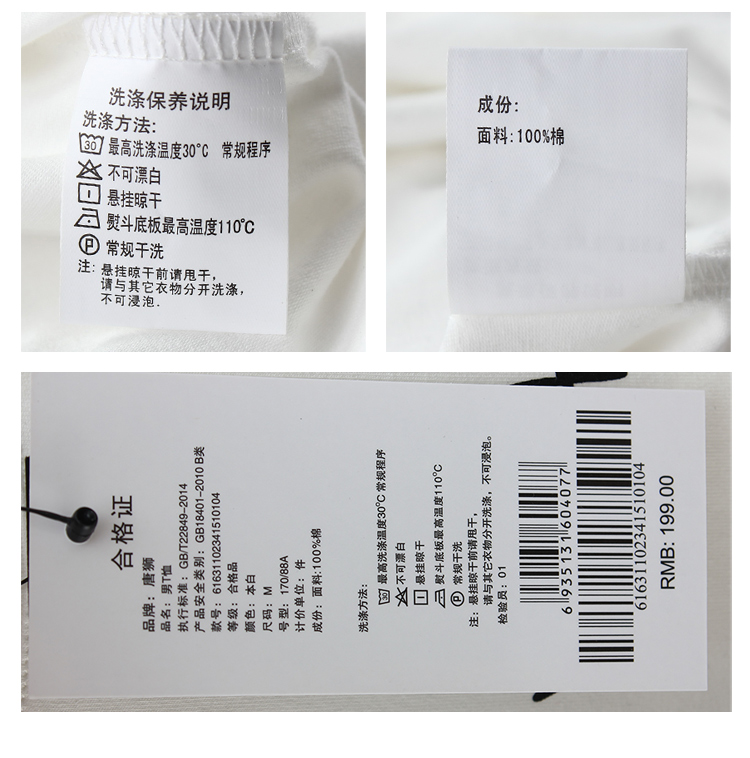 洗涤保养说明
洗涤方法:
30 最高洗涤温度30°C 常规程序
不可漂白
悬挂晾干
熨斗底板最高温度110℃
P 常规干洗
注: 悬挂晾干前请甩干,
请与其它衣物分开洗涤,
不可浸泡.
成份:
面料:100%棉
合格证
品牌: 唐狮
品名: 男T恤
执行标准: GB/T22849-2014
产品安全类别: GB18401-2010 B类
款号: 61631102341510104
等级: 合格品
颜色: 本白
尺码: M
号型: 170/88A
计价单位: 件
成份: 面料:100%棉
洗涤方法:
30 最高洗涤温度30℃ 常规程序
不可漂白
悬挂晾干
熨斗底板最高温度110℃
P 常规干洗
注: 悬挂晾干前请甩干,
请与其它衣物分开洗涤, 不可浸泡。
检验员: 01
6935131604077
61631102341510104
RMB: 199.00